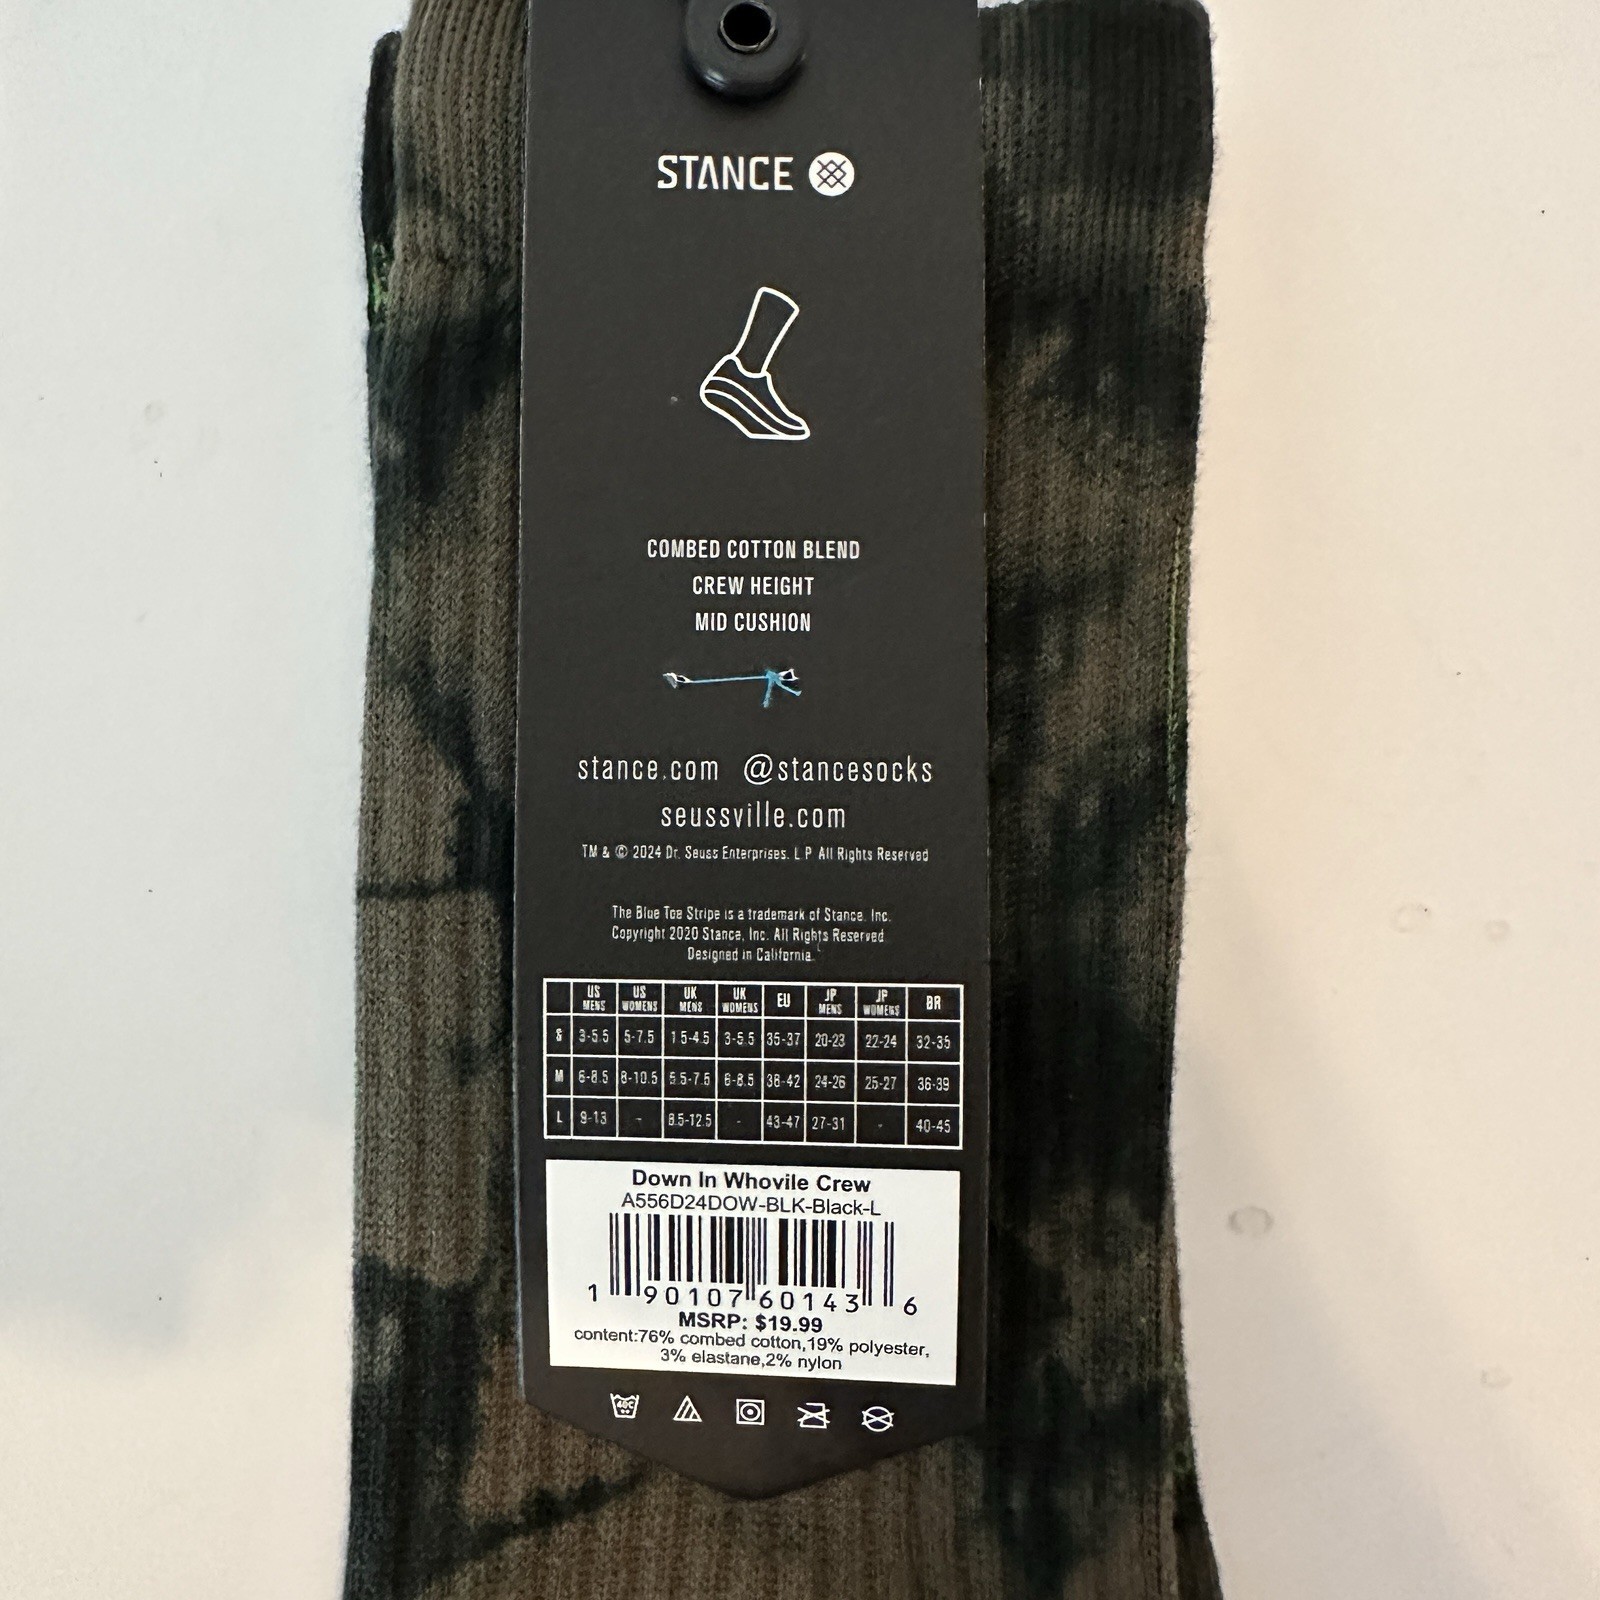 STANCE
COMBED COTTON BLEND
CREW HEIGHT
MID CUSHION
stance.com @stancesocks
seussville.com
TM & © 2024 Dr. Seuss Enterprises. L P All Rights Reserved
The Blue Toe Stripe is a trademark of Stance. Inc.
Copyright 2020 Stance, Inc. All Rights Reserved
Designed in California.
US MENS US WOMENS UK MENS UK WOMENS EU JP MENS JP WOMENS BR
S 3-5.5 5-7.5 1.5-4.5 3-5.5 35-37 20-23 22-24 32-35
M 6-8.5 8-10.5 5.5-7.5 6-8.5 38-42 24-26 25-27 36-39
L 9-13 - 8.5-12.5 - 43-47 27-31 - 40-45
Down In Whovile Crew
A556D24DOW-BLK-Black-L
1 90107 60143 6
MSRP: $19.99
content:76% combed cotton,19% polyester,
3% elastane,2% nylon
40C